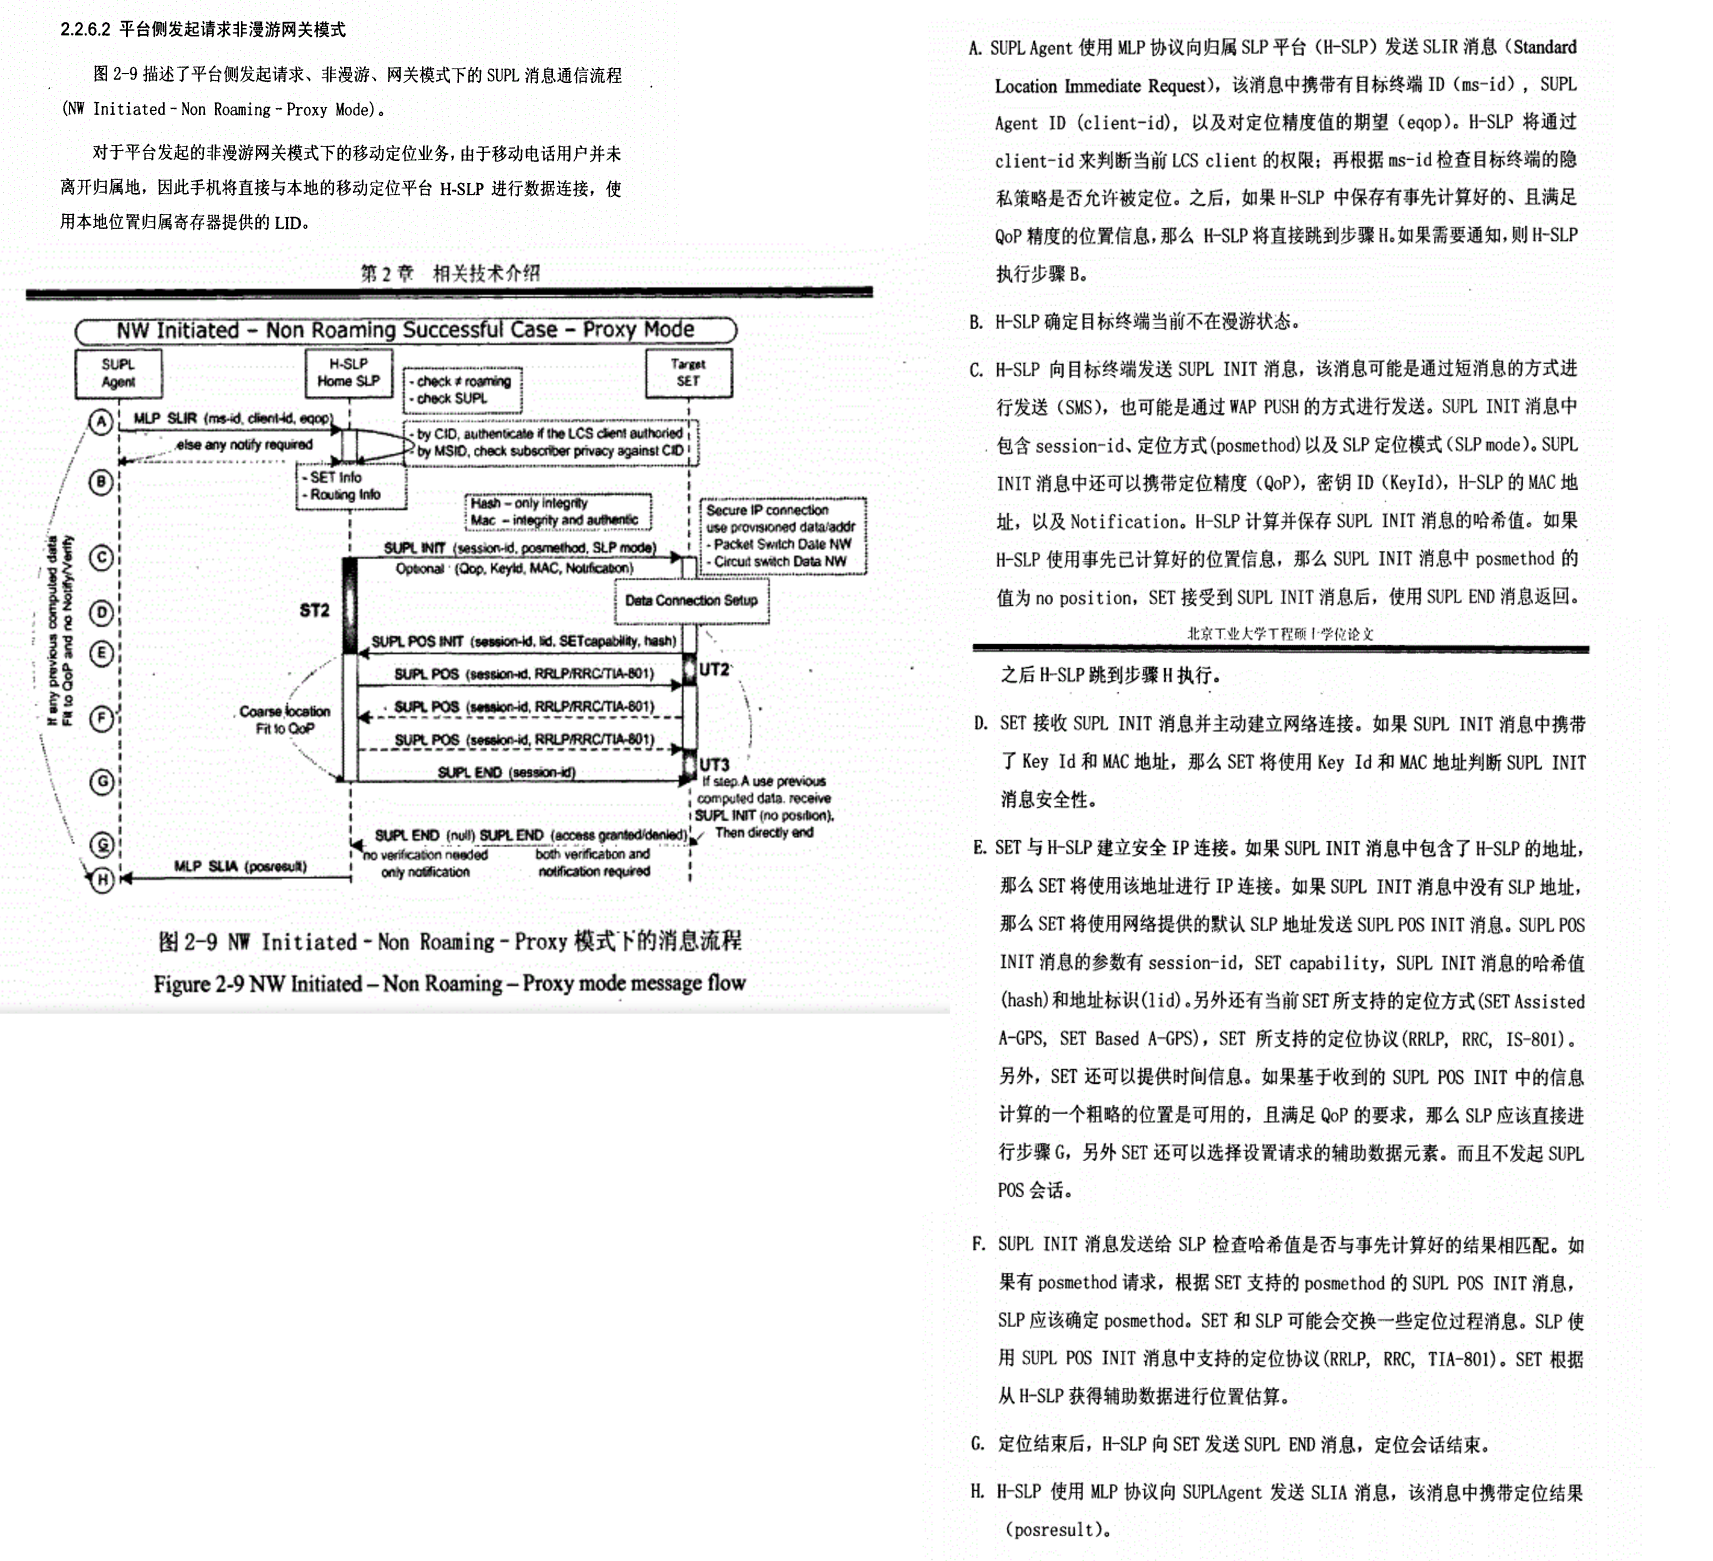 2.2.6.2 平台侧发起请求非漫游网关模式
图 2-9 描述了平台侧发起请求、非漫游、网关模式下的 SUPL 消息通信流程
(NW Initiated–Non Roaming–Proxy Mode)。
对于平台发起的非漫游网关模式下的移动定位业务,由于移动电话用户并未
离开归属地，因此手机将直接与本地的移动定位平台 H-SLP 进行数据连接，使
用本地位置归属寄存器提供的 LID。
第 2 章 相关技术介绍
NW Initiated – Non Roaming Successful Case – Proxy Mode
SUPL
Agent
H-SLP
Home SLP
- check ≠ roaming
- check SUPL
Target
SET
A
MLP SLIR (ms-id, client-id, eqop)
else any notify required
- by CID, authenticate if the LCS client authoried
- by MSID, check subscriber privacy against CID
B
- SET Info
- Routing Info
Hash – only integrity
Mac – integrity and authentic
Secure IP connection
use provisioned data/addr
- Packet Switch Date NW
- Circuit switch Data NW
C
SUPL INIT (session-id, posmethod, SLP mode)
Optional (Qop, KeyId, MAC, Notification)
D
ST2
Data Connection Setup
E
SUPL POS INIT (session-id, lid, SETcapability, hash)
SUPL POS (session-id, RRLP/RRC/TIA-801)
UT2
F
Coarse location
Fit to QoP
SUPL POS (session-id, RRLP/RRC/TIA-801)
SUPL POS (session-id, RRLP/RRC/TIA-801)
UT3
G
SUPL END (session-id)
If step A use previous
computed data. receive
SUPL INIT (no position),
Then directly end
If any previous computed data
Fit to QoP and no Notify/Verify
G
SUPL END (null) SUPL END (access granted/denied)
no verification needed
only notification
both verification and
notification required
H
MLP SLIA (posresult)
图 2-9 NW Initiated–Non Roaming–Proxy 模式下的消息流程
Figure 2-9 NW Initiated – Non Roaming – Proxy mode message flow
A. SUPL Agent 使用 MLP 协议向归属 SLP 平台（H-SLP）发送 SLIR 消息（Standard
Location Immediate Request)，该消息中携带有目标终端 ID（ms-id）, SUPL
Agent ID (client-id)，以及对定位精度值的期望（eqop)。H-SLP 将通过
client-id 来判断当前 LCS client 的权限；再根据 ms-id 检查目标终端的隐
私策略是否允许被定位。之后，如果 H-SLP 中保存有事先计算好的、且满足
QoP 精度的位置信息,那么 H-SLP 将直接跳到步骤 H。如果需要通知,则 H-SLP
执行步骤 B。
B. H-SLP 确定目标终端当前不在漫游状态。
C. H-SLP 向目标终端发送 SUPL INIT 消息，该消息可能是通过短消息的方式进
行发送（SMS)，也可能是通过 WAP PUSH 的方式进行发送。SUPL INIT 消息中
包含 session-id、定位方式(posmethod)以及 SLP 定位模式(SLP mode)。SUPL
INIT 消息中还可以携带定位精度（QoP)，密钥 ID（KeyId)，H-SLP 的 MAC 地
址，以及 Notification。H-SLP 计算并保存 SUPL INIT 消息的哈希值。如果
H-SLP 使用事先已计算好的位置信息，那么 SUPL INIT 消息中 posmethod 的
值为 no position，SET 接受到 SUPL INIT 消息后，使用 SUPL END 消息返回。
北京工业大学工程硕士学位论文
之后 H-SLP 跳到步骤 H 执行。
D. SET 接收 SUPL INIT 消息并主动建立网络连接。如果 SUPL INIT 消息中携带
了 Key Id 和 MAC 地址，那么 SET 将使用 Key Id 和 MAC 地址判断 SUPL INIT
消息安全性。
E. SET 与 H-SLP 建立安全 IP 连接。如果 SUPL INIT 消息中包含了 H-SLP 的地址，
那么 SET 将使用该地址进行 IP 连接。如果 SUPL INIT 消息中没有 SLP 地址，
那么 SET 将使用网络提供的默认 SLP 地址发送 SUPL POS INIT 消息。SUPL POS
INIT 消息的参数有 session-id，SET capability，SUPL INIT 消息的哈希值
(hash)和地址标识(lid)。另外还有当前 SET 所支持的定位方式(SET Assisted
A-GPS, SET Based A-GPS)，SET 所支持的定位协议(RRLP, RRC, IS-801)。
另外，SET 还可以提供时间信息。如果基于收到的 SUPL POS INIT 中的信息
计算的一个粗略的位置是可用的，且满足 QoP 的要求，那么 SLP 应该直接进
行步骤 G，另外 SET 还可以选择设置请求的辅助数据元素。而且不发起 SUPL
POS 会话。
F. SUPL INIT 消息发送给 SLP 检查哈希值是否与事先计算好的结果相匹配。如
果有 posmethod 请求，根据 SET 支持的 posmethod 的 SUPL POS INIT 消息，
SLP 应该确定 posmethod。SET 和 SLP 可能会交换一些定位过程消息。SLP 使
用 SUPL POS INIT 消息中支持的定位协议(RRLP, RRC, TIA-801)。SET 根据
从 H-SLP 获得辅助数据进行位置估算。
G. 定位结束后，H-SLP 向 SET 发送 SUPL END 消息，定位会话结束。
H. H-SLP 使用 MLP 协议向 SUPLAgent 发送 SLIA 消息，该消息中携带定位结果
（posresult)。